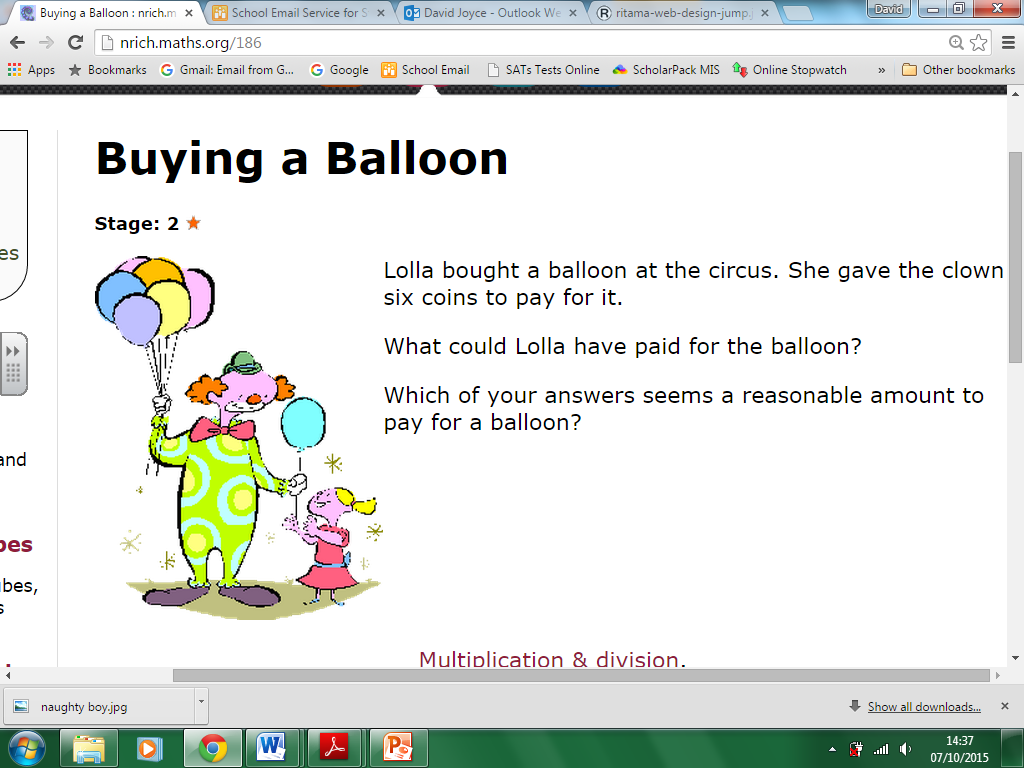 Buying a Balloon : nrich.m
School Email Service for S
David Joyce - Outlook We
ritama-web-design-jump.j
David
nrich.maths.org/186
Apps
Bookmarks
Gmail: Email from G...
Google
School Email
SATs Tests Online
ScholarPack MIS
Online Stopwatch
»
Other bookmarks
Buying a Balloon
Stage: 2
es
Lolla bought a balloon at the circus. She gave the clown
six coins to pay for it.
What could Lolla have paid for the balloon?
Which of your answers seems a reasonable amount to
pay for a balloon?
and
bes
ubes,
s
Multiplication & division.
naughty boy.jpg
Show all downloads...
14:37
07/10/2015